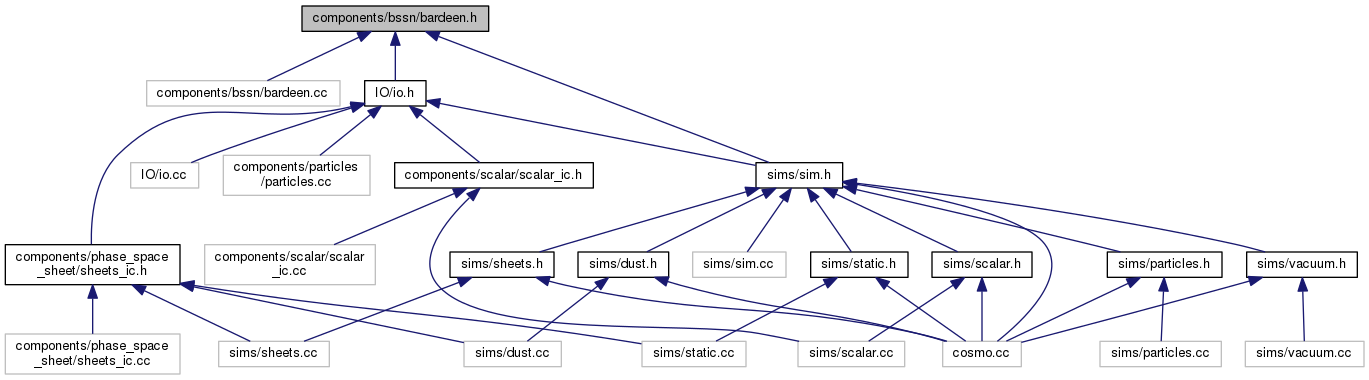 components/bssn/bardeen.h
components/bssn/bardeen.cc
IO/io.h
IO/io.cc
components/particles
/particles.cc
components/scalar/scalar_ic.h
sims/sim.h
components/phase_space
_sheet/sheets_ic.h
components/scalar/scalar
_ic.cc
sims/sheets.h
sims/dust.h
sims/sim.cc
sims/static.h
sims/scalar.h
sims/particles.h
sims/vacuum.h
components/phase_space
_sheet/sheets_ic.cc
sims/sheets.cc
sims/dust.cc
sims/static.cc
sims/scalar.cc
cosmo.cc
sims/particles.cc
sims/vacuum.cc